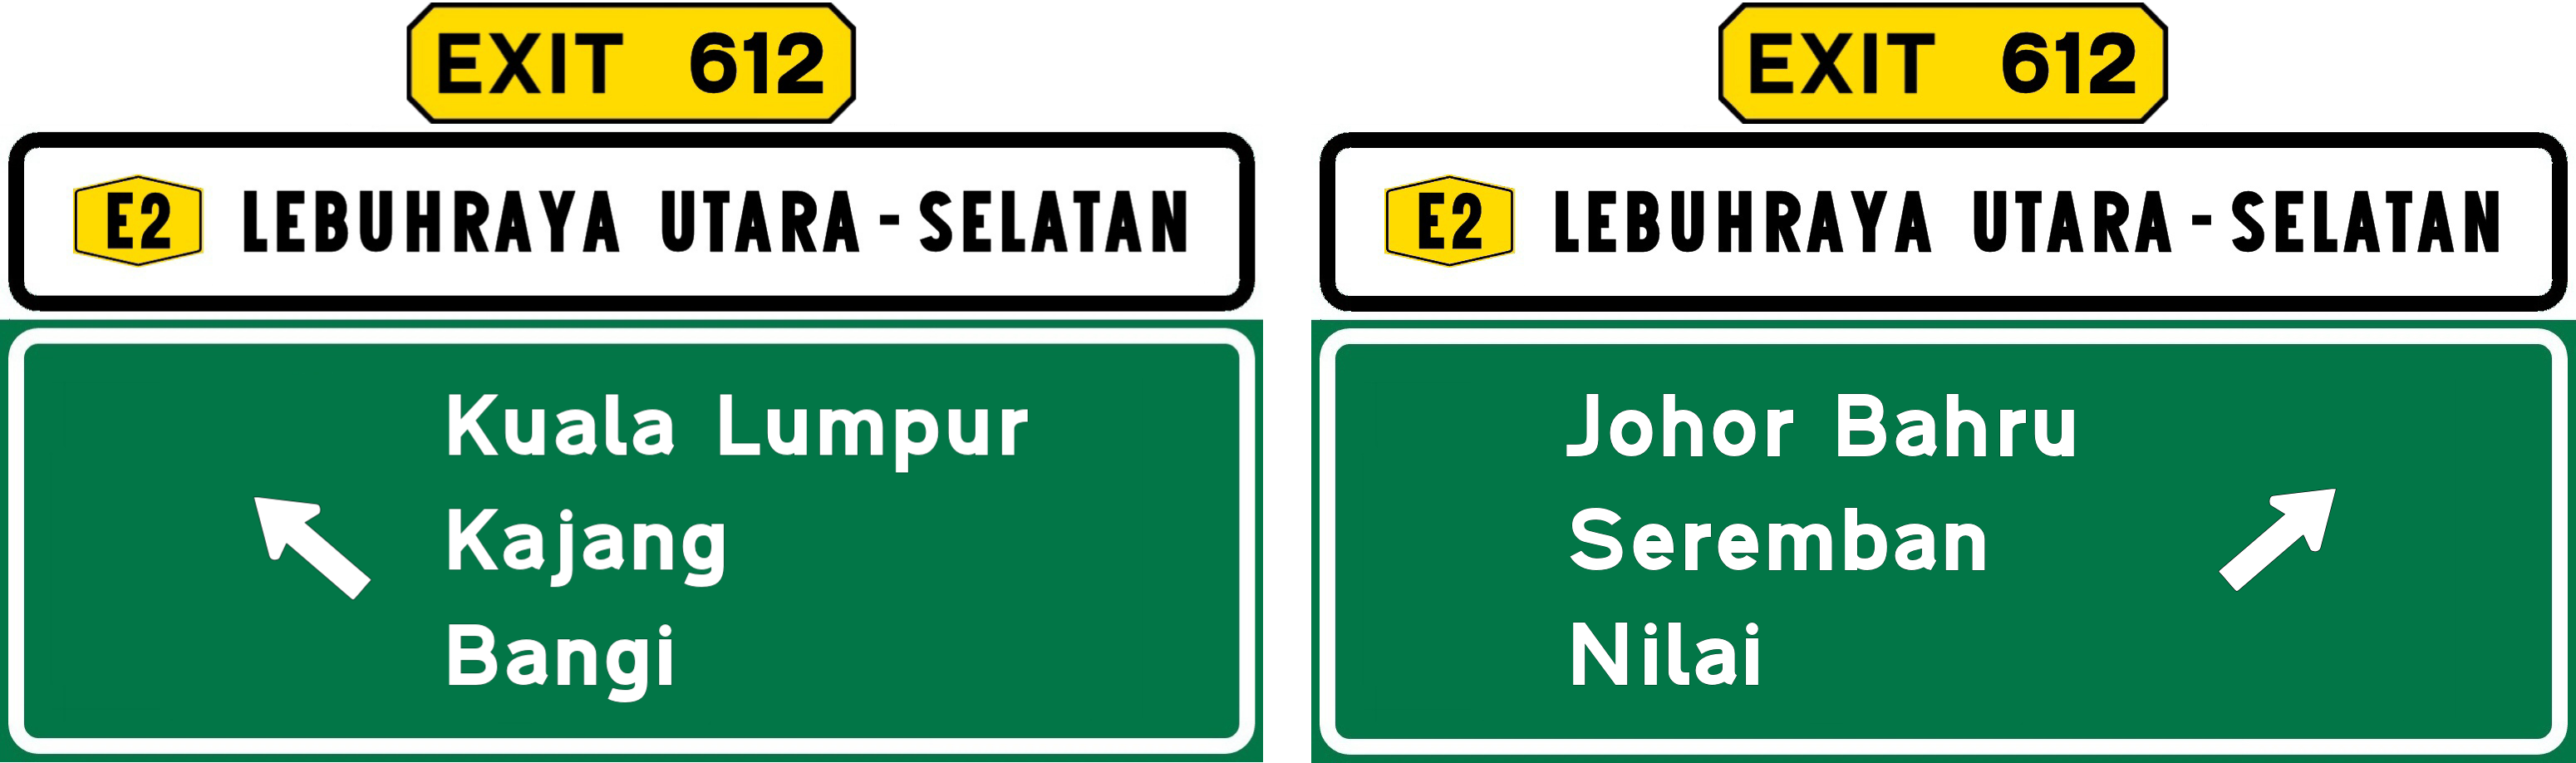 EXIT 612
E2 LEBUHRAYA UTARA-SELATAN
Kuala Lumpur
Kajang
Bangi
EXIT 612
E2 LEBUHRAYA UTARA-SELATAN
Johor Bahru
Seremban
Nilai